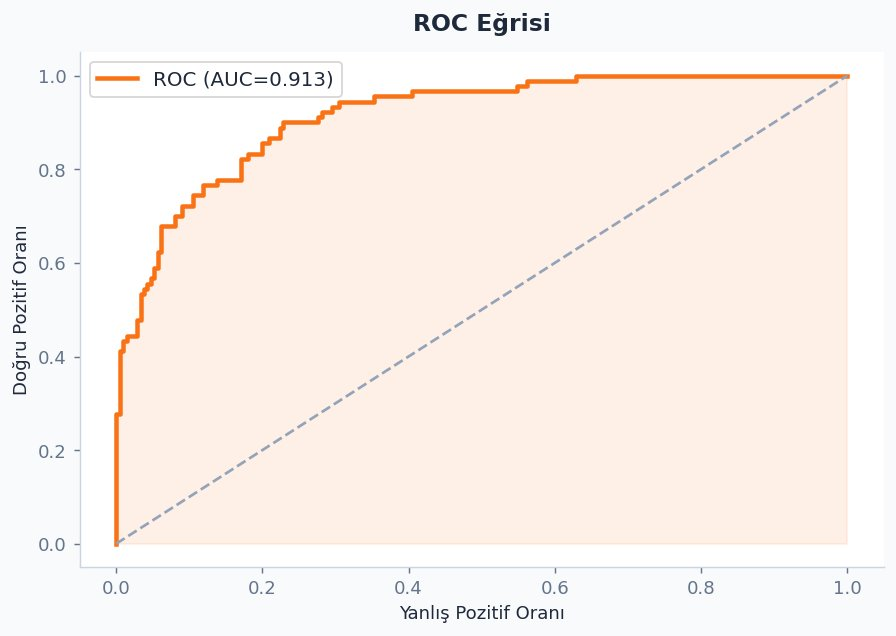 ROC Eğrisi
ROC (AUC=0.913)
Doğru Pozitif Oranı
1.0
0.8
0.6
0.4
0.2
0.0
0.0 0.2 0.4 0.6 0.8 1.0
Yanlış Pozitif Oranı